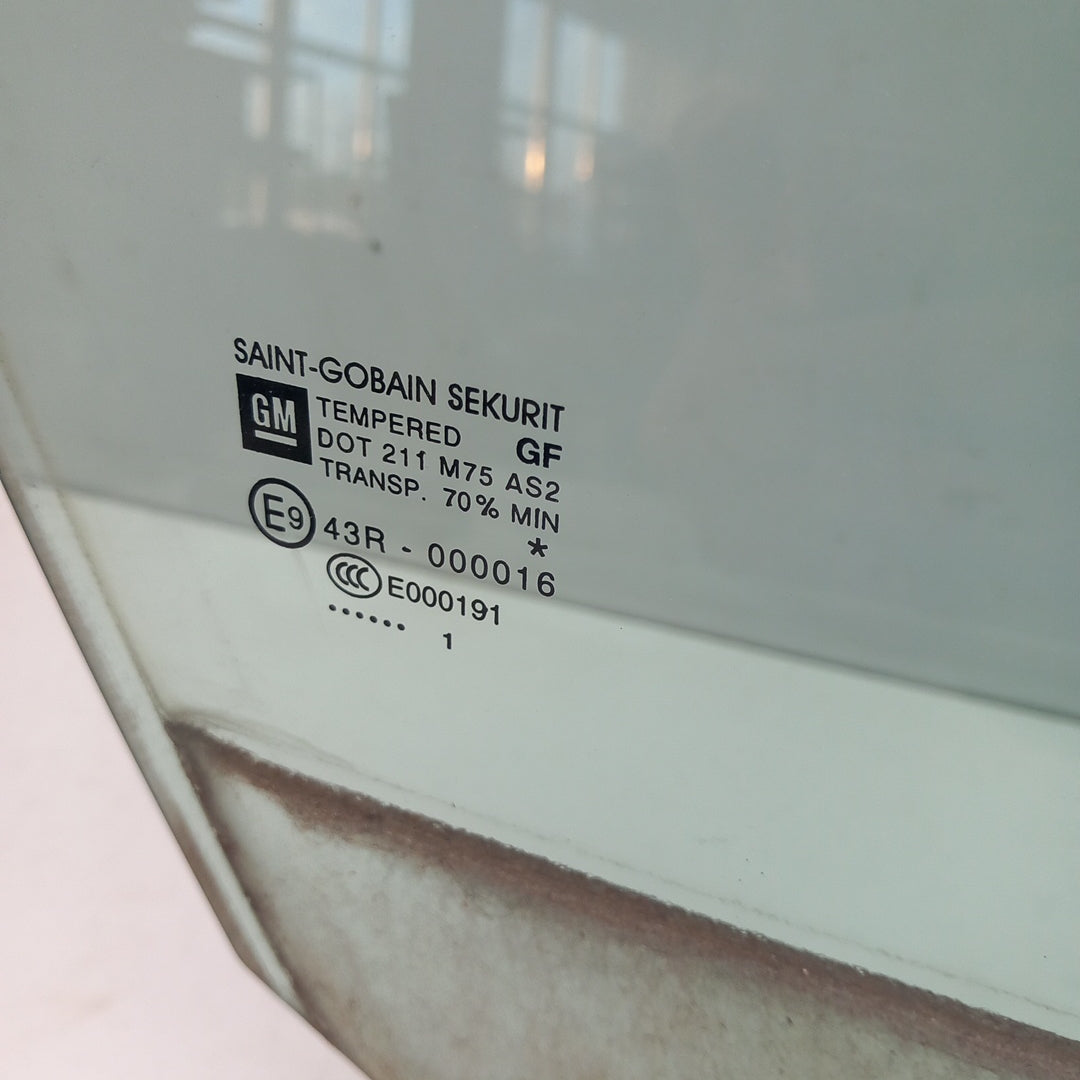 SAINT-GOBAIN SEKURIT
GM TEMPERED GF
DOT 211 M75 AS2
TRANSP. 70% MIN
*
E9 43R - 000016
CCC E000191
...... 1